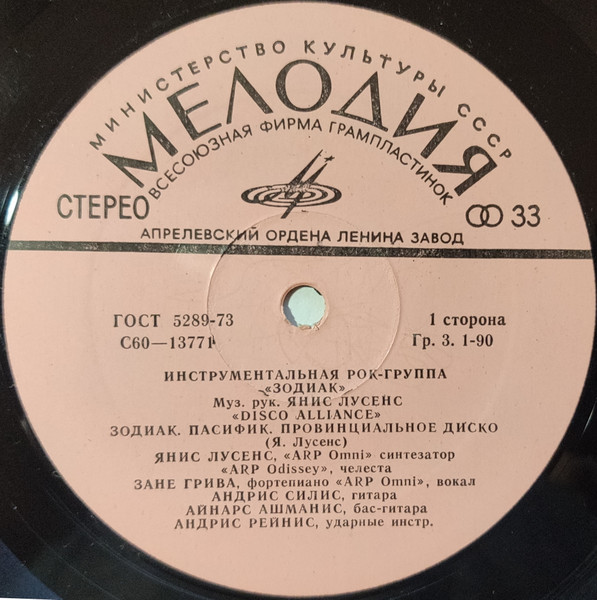 МИНИСТЕРСТВО КУЛЬТУРЫ СССР
МЕЛОДИЯ
ВСЕСОЮЗНАЯ ФИРМА ГРАМПЛАСТИНОК
СТЕРЕО
33
АПРЕЛЕВСКИЙ ОРДЕНА ЛЕНИНА ЗАВОД
ГОСТ 5289-73
1 сторона
С60—13771
Гр. 3. 1-90
ИНСТРУМЕНТАЛЬНАЯ РОК-ГРУППА
«ЗОДИАК»
Муз. рук. ЯНИС ЛУСЕНС
«DISCO ALLIANCE»
ЗОДИАК. ПАСИФИК. ПРОВИНЦИАЛЬНОЕ ДИСКО
(Я. Лусенс)
ЯНИС ЛУСЕНС, «ARP Omni» синтезатор
«ARP Odissey», челеста
ЗАНЕ ГРИВА, фортепиано «ARP Omni», вокал
АНДРИС СИЛИС, гитара
АЙНАРС АШМАНИС, бас-гитара
АНДРИС РЕЙНИС, ударные инстр.